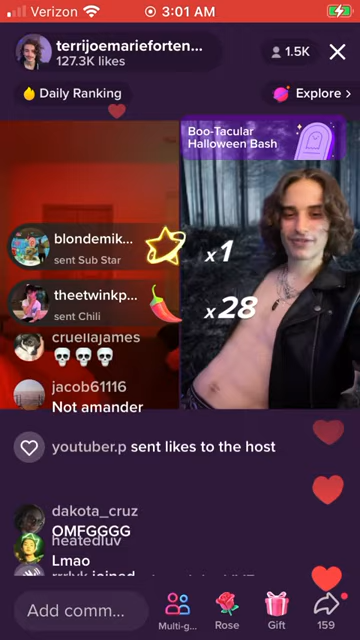 Verizon 3:01 AM
terrijoemarieforten...
127.3K likes
1.5K
Daily Ranking
Explore >
Boo-Tacular
Halloween Bash
blondemik...
sent Sub Star
x1
theetwinkp...
sent Chili
x28
cruellajames
💀💀💀
jacob61116
Not amander
youtuber.p sent likes to the host
dakota_cruz
OMFGGGG
heatedluv
Lmao
joined
Add comm...
Multi-g...
Rose
Gift
159